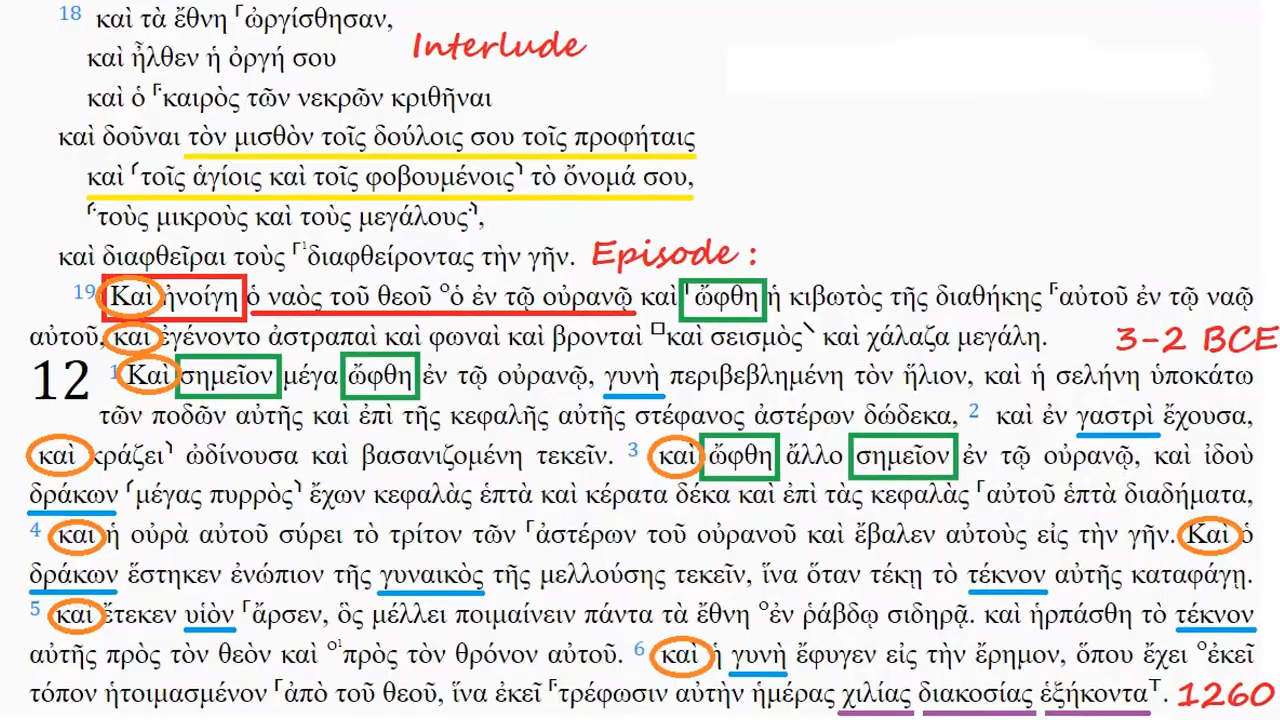 18 καὶ τὰ ἔθνη ⸀ὠργίσθησαν,
Interlude
καὶ ἦλθεν ἡ ὀργή σου
καὶ ὁ ⸁καιρὸς τῶν νεκρῶν κριθῆναι
καὶ δοῦναι τὸν μισθὸν τοῖς δούλοις σου τοῖς προφήταις
καὶ ⸂τοῖς ἁγίοις καὶ τοῖς φοβουμένοις⸃ τὸ ὄνομά σου,
⸄τοὺς μικροὺς καὶ τοὺς μεγάλους⸅,
καὶ διαφθεῖραι τοὺς ⸀¹διαφθείροντας τὴν γῆν. Episode :
19 Καὶ ἠνοίγη ὁ ναὸς τοῦ θεοῦ °ὁ ἐν τῷ οὐρανῷ καὶ ⸀ὤφθη ἡ κιβωτὸς τῆς διαθήκης ⸀αὐτοῦ ἐν τῷ ναῷ
αὐτοῦ, καὶ ἐγένοντο ἀστραπαὶ καὶ φωναὶ καὶ βρονταὶ □καὶ σεισμὸς⸌ καὶ χάλαζα μεγάλη. 3-2 BCE
12 1 Καὶ σημεῖον μέγα ὤφθη ἐν τῷ οὐρανῷ, γυνὴ περιβεβλημένη τὸν ἥλιον, καὶ ἡ σελήνη ὑποκάτω
τῶν ποδῶν αὐτῆς καὶ ἐπὶ τῆς κεφαλῆς αὐτῆς στέφανος ἀστέρων δώδεκα, 2 καὶ ἐν γαστρὶ ἔχουσα,
καὶ κράζει⸃ ὠδίνουσα καὶ βασανιζομένη τεκεῖν. 3 καὶ ὤφθη ἄλλο σημεῖον ἐν τῷ οὐρανῷ, καὶ ἰδοὺ
δράκων ⸂μέγας πυρρὸς⸃ ἔχων κεφαλὰς ἑπτὰ καὶ κέρατα δέκα καὶ ἐπὶ τὰς κεφαλὰς ⸀αὐτοῦ ἑπτὰ διαδήματα,
4 καὶ ἡ οὐρὰ αὐτοῦ σύρει τὸ τρίτον τῶν ⸀ἀστέρων τοῦ οὐρανοῦ καὶ ἔβαλεν αὐτοὺς εἰς τὴν γῆν. Καὶ ὁ
δράκων ἕστηκεν ἐνώπιον τῆς γυναικὸς τῆς μελλούσης τεκεῖν, ἵνα ὅταν τέκῃ τὸ τέκνον αὐτῆς καταφάγῃ.
5 καὶ ἔτεκεν υἱὸν ⸀ἄρσεν, ὃς μέλλει ποιμαίνειν πάντα τὰ ἔθνη °ἐν ῥάβδῳ σιδηρᾷ. καὶ ἡρπάσθη τὸ τέκνον
αὐτῆς πρὸς τὸν θεὸν καὶ °¹πρὸς τὸν θρόνον αὐτοῦ. 6 καὶ ἡ γυνὴ ἔφυγεν εἰς τὴν ἔρημον, ὅπου ἔχει °ἐκεῖ
τόπον ἡτοιμασμένον ⸀ἀπὸ τοῦ θεοῦ, ἵνα ἐκεῖ ⸁τρέφωσιν αὐτὴν ἡμέρας χιλίας διακοσίας ἑξήκοντα⸆. 1260